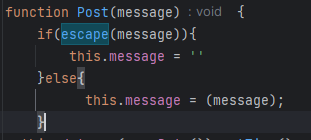 function Post(message) : void {
if(escape(message)){
this.message = ''
}else{
this.message = (message);
}